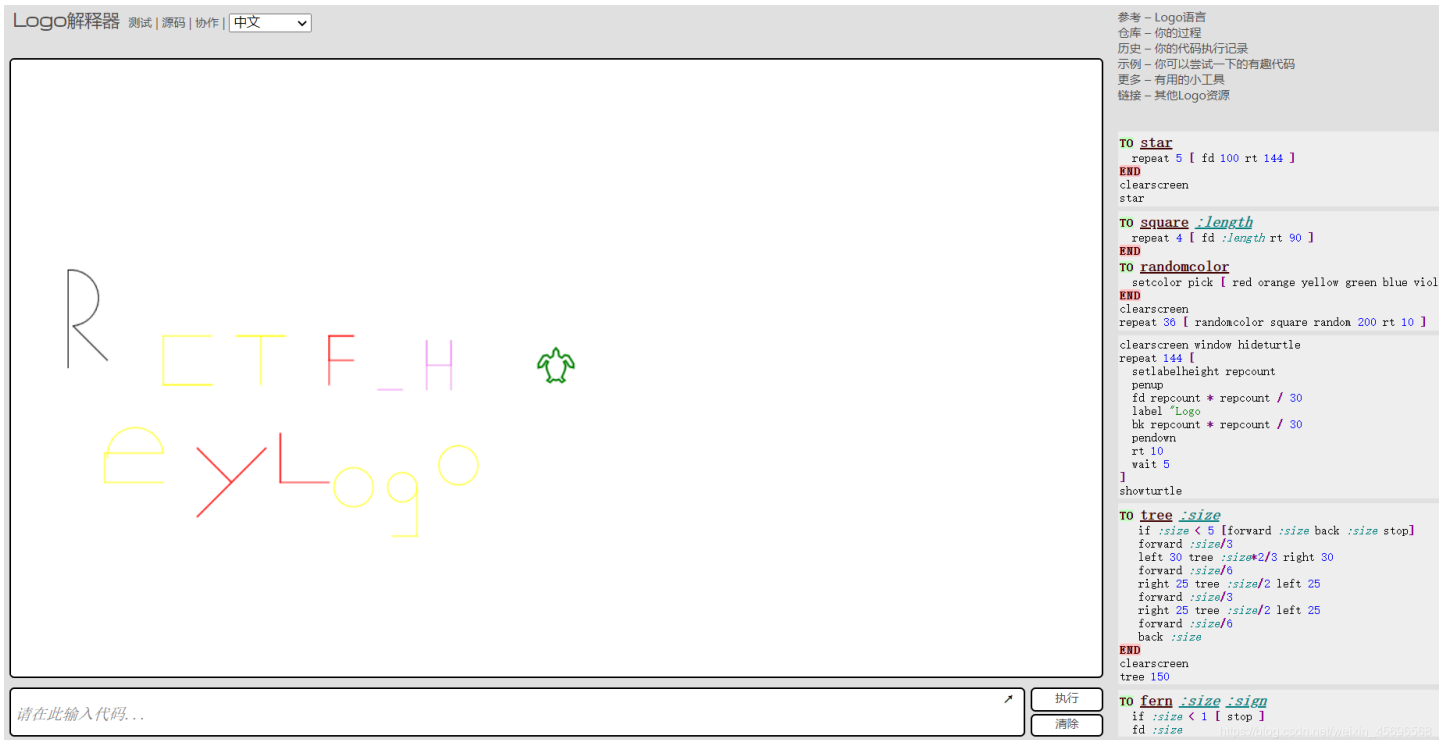 Logo解释器 测试 | 源码 | 协作 | 中文
R
CTF_H
eyLogo
请在此输入代码...
执行
清除
参考 – Logo语言
仓库 – 你的过程
历史 – 你的代码执行记录
示例 – 你可以尝试一下的有趣代码
更多 – 有用的小工具
链接 – 其他Logo资源
TO star
repeat 5 [ fd 100 rt 144 ]
END
clearscreen
star
TO square :length
repeat 4 [ fd :length rt 90 ]
END
TO randomcolor
setcolor pick [ red orange yellow green blue viol
END
clearscreen
repeat 36 [ randomcolor square random 200 rt 10 ]
clearscreen window hideturtle
repeat 144 [
setlabelheight repcount
penup
fd repcount * repcount / 30
label "Logo
bk repcount * repcount / 30
pendown
rt 10
wait 5
]
showturtle
TO tree :size
if :size < 5 [forward :size back :size stop]
forward :size/3
left 30 tree :size*2/3 right 30
forward :size/6
right 25 tree :size/2 left 25
forward :size/3
right 25 tree :size/2 left 25
forward :size/6
back :size
END
clearscreen
tree 150
TO fern :size :sign
if :size < 1 [ stop ]
fd :size